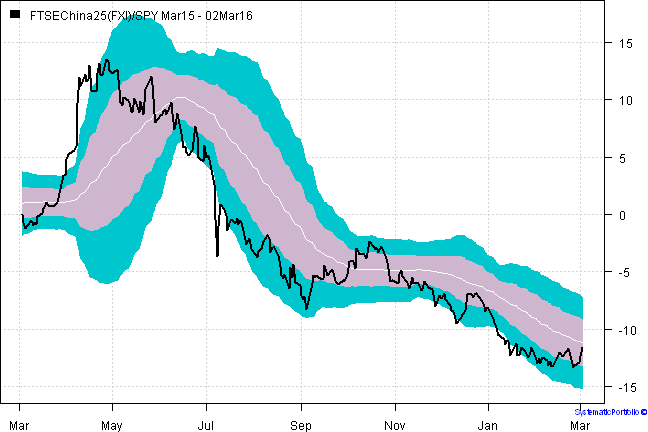 FTSEChina25(FXI)/SPY Mar15 - 02Mar16
15
10
5
0
-5
-10
-15
SystematicPortfolio ©
Mar May Jul Sep Nov Jan Mar